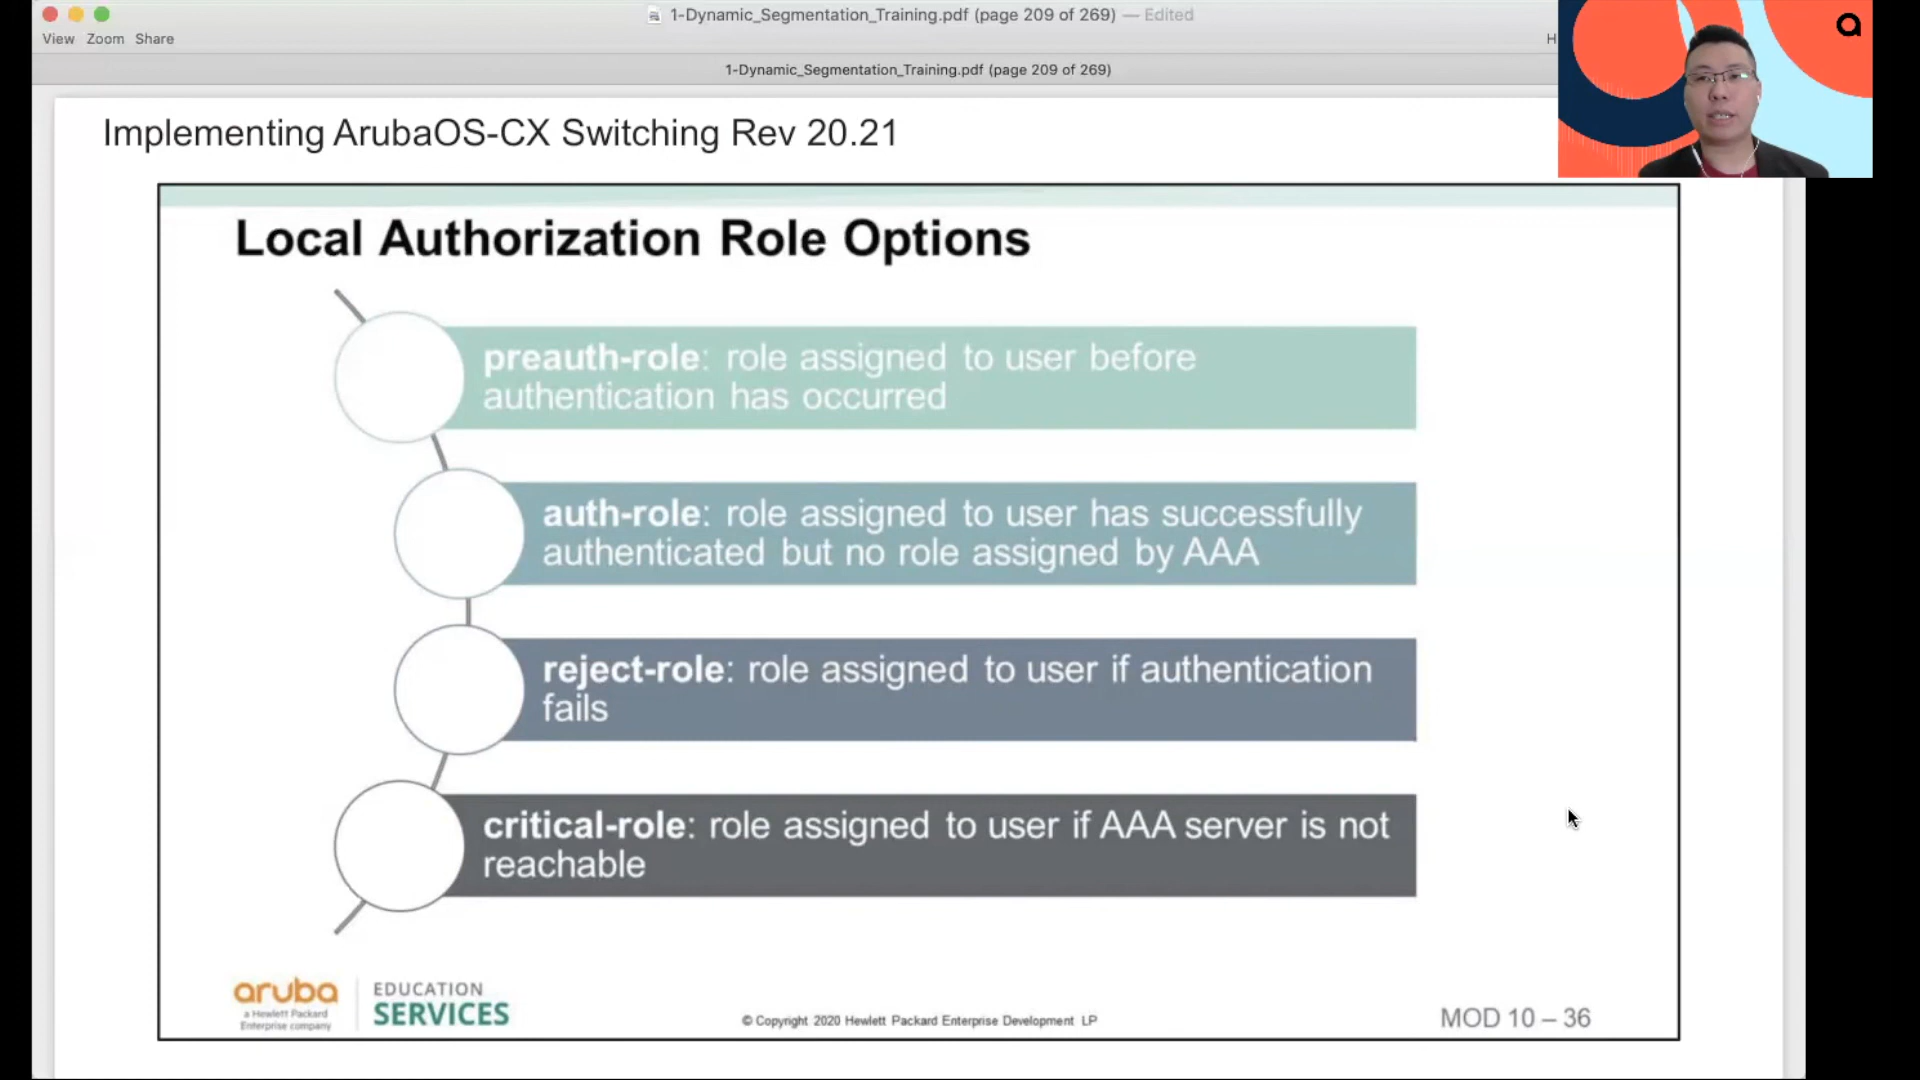 1-Dynamic_Segmentation_Training.pdf (page 209 of 269) — Edited
View Zoom Share
H
1-Dynamic_Segmentation_Training.pdf (page 209 of 269)
Implementing ArubaOS-CX Switching Rev 20.21
Local Authorization Role Options
preauth-role: role assigned to user before
authentication has occurred
auth-role: role assigned to user has successfully
authenticated but no role assigned by AAA
reject-role: role assigned to user if authentication
fails
critical-role: role assigned to user if AAA server is not
reachable
aruba
a Hewlett Packard
Enterprise company
EDUCATION
SERVICES
© Copyright 2020 Hewlett Packard Enterprise Development LP
MOD 10 – 36